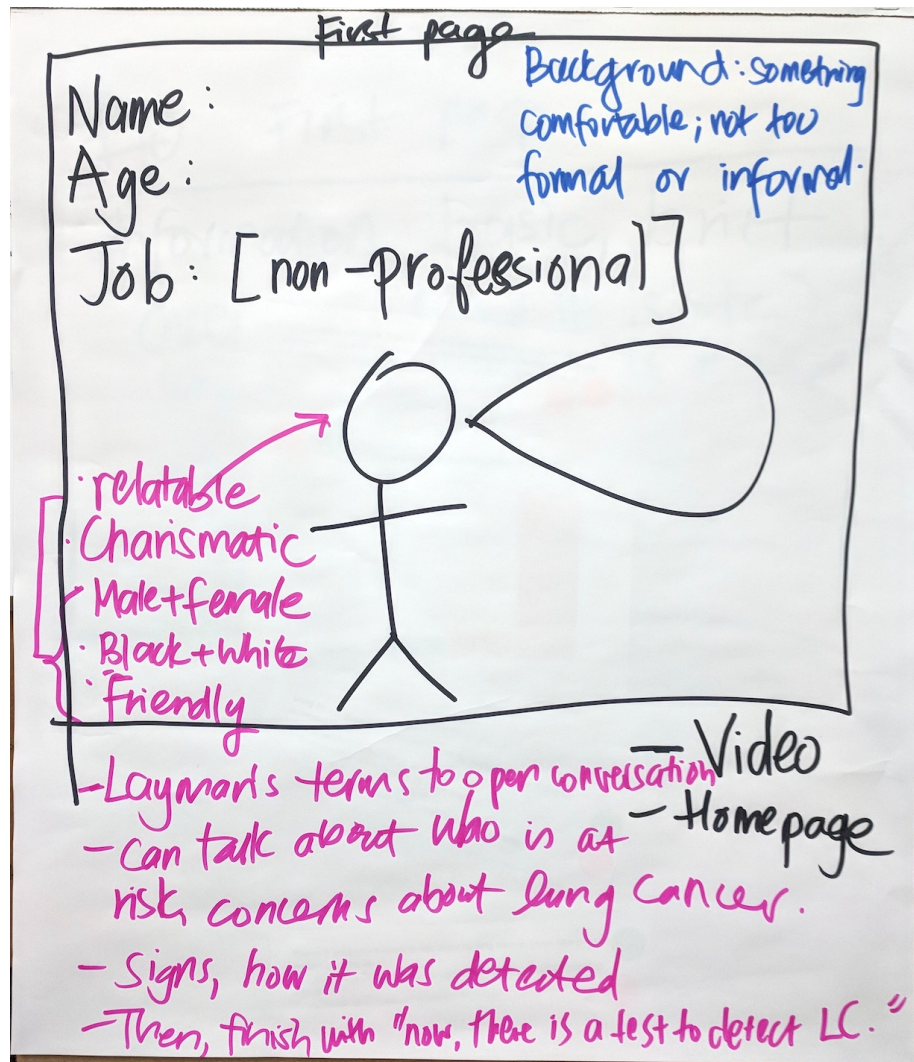 First page
Background: something
comfortable; not too
formal or informal.
Name:
Age:
Job: [non-professional]
· relatable
· Charismatic
· Male+female
· Black+White
· Friendly
- Video
- Homepage
- Layman's terms to open conversation
- can talk about who is at
risk, concerns about lung cancer.
- Signs, how it was detected
- Then, finish with "now, there is a test to detect LC."